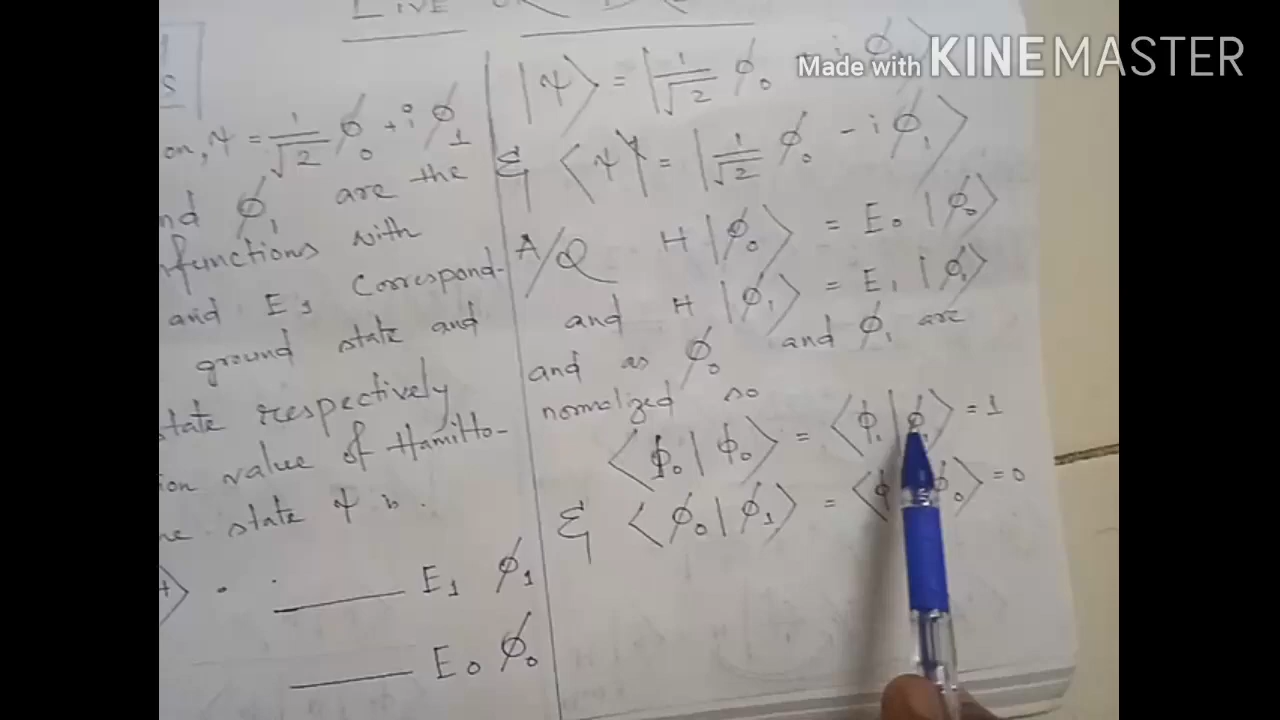 LIVE
S
on, ψ = 1/√2 ϕ₀ + i ϕ₁
nd ϕ₁ are the
functions with
and E₁ Correspond-
ground state and
state respectively
ion value of Hamilto-
he state ψ is.
E₁ ϕ₁
E₀ ϕ₀
|ψ⟩ = |1/√2 ϕ₀ - i ϕ
& ⟨ψ| = |1/√2 ϕ₀ - i ϕ₁⟩
A/Q H |ϕ₀⟩ = E₀ |ϕ₀⟩
and H |ϕ₁⟩ = E₁ |ϕ₁⟩
and as ϕ₀ and ϕ₁ are
normalized so
⟨ϕ₀|ϕ₀⟩ = ⟨ϕ₁|ϕ₁⟩ = 1
& ⟨ϕ₀|ϕ₁⟩ = ⟨ϕ ϕ₀⟩ = 0
Made with KINEMASTER